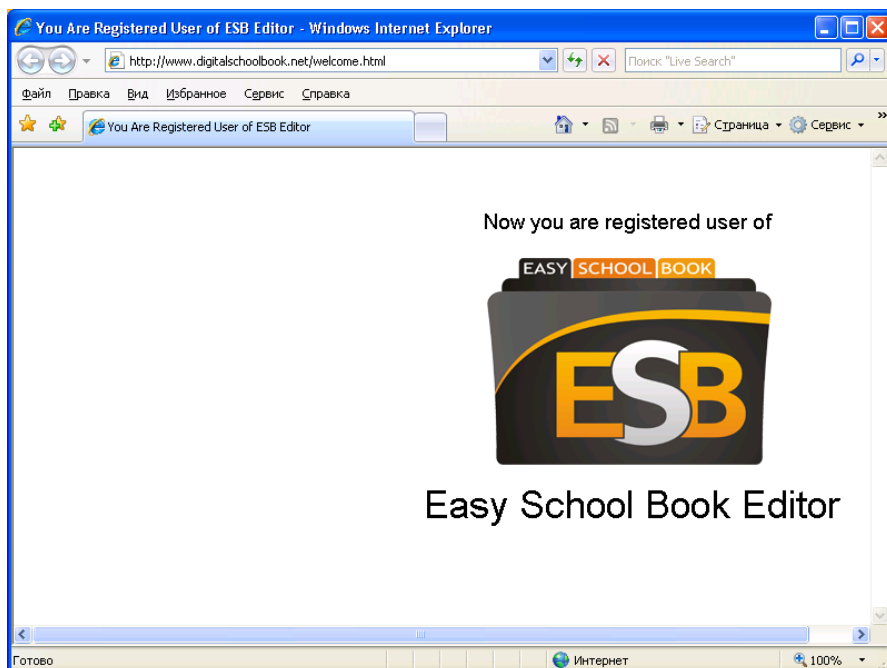 You Are Registered User of ESB Editor - Windows Internet Explorer
http://www.digitalschoolbook.net/welcome.html
Поиск "Live Search"
Файл Правка Вид Избранное Сервис Справка
You Are Registered User of ESB Editor
Страница
Сервис
»
Now you are registered user of
EASY SCHOOL BOOK
ESB
Easy School Book Editor
Готово
Интернет
100%